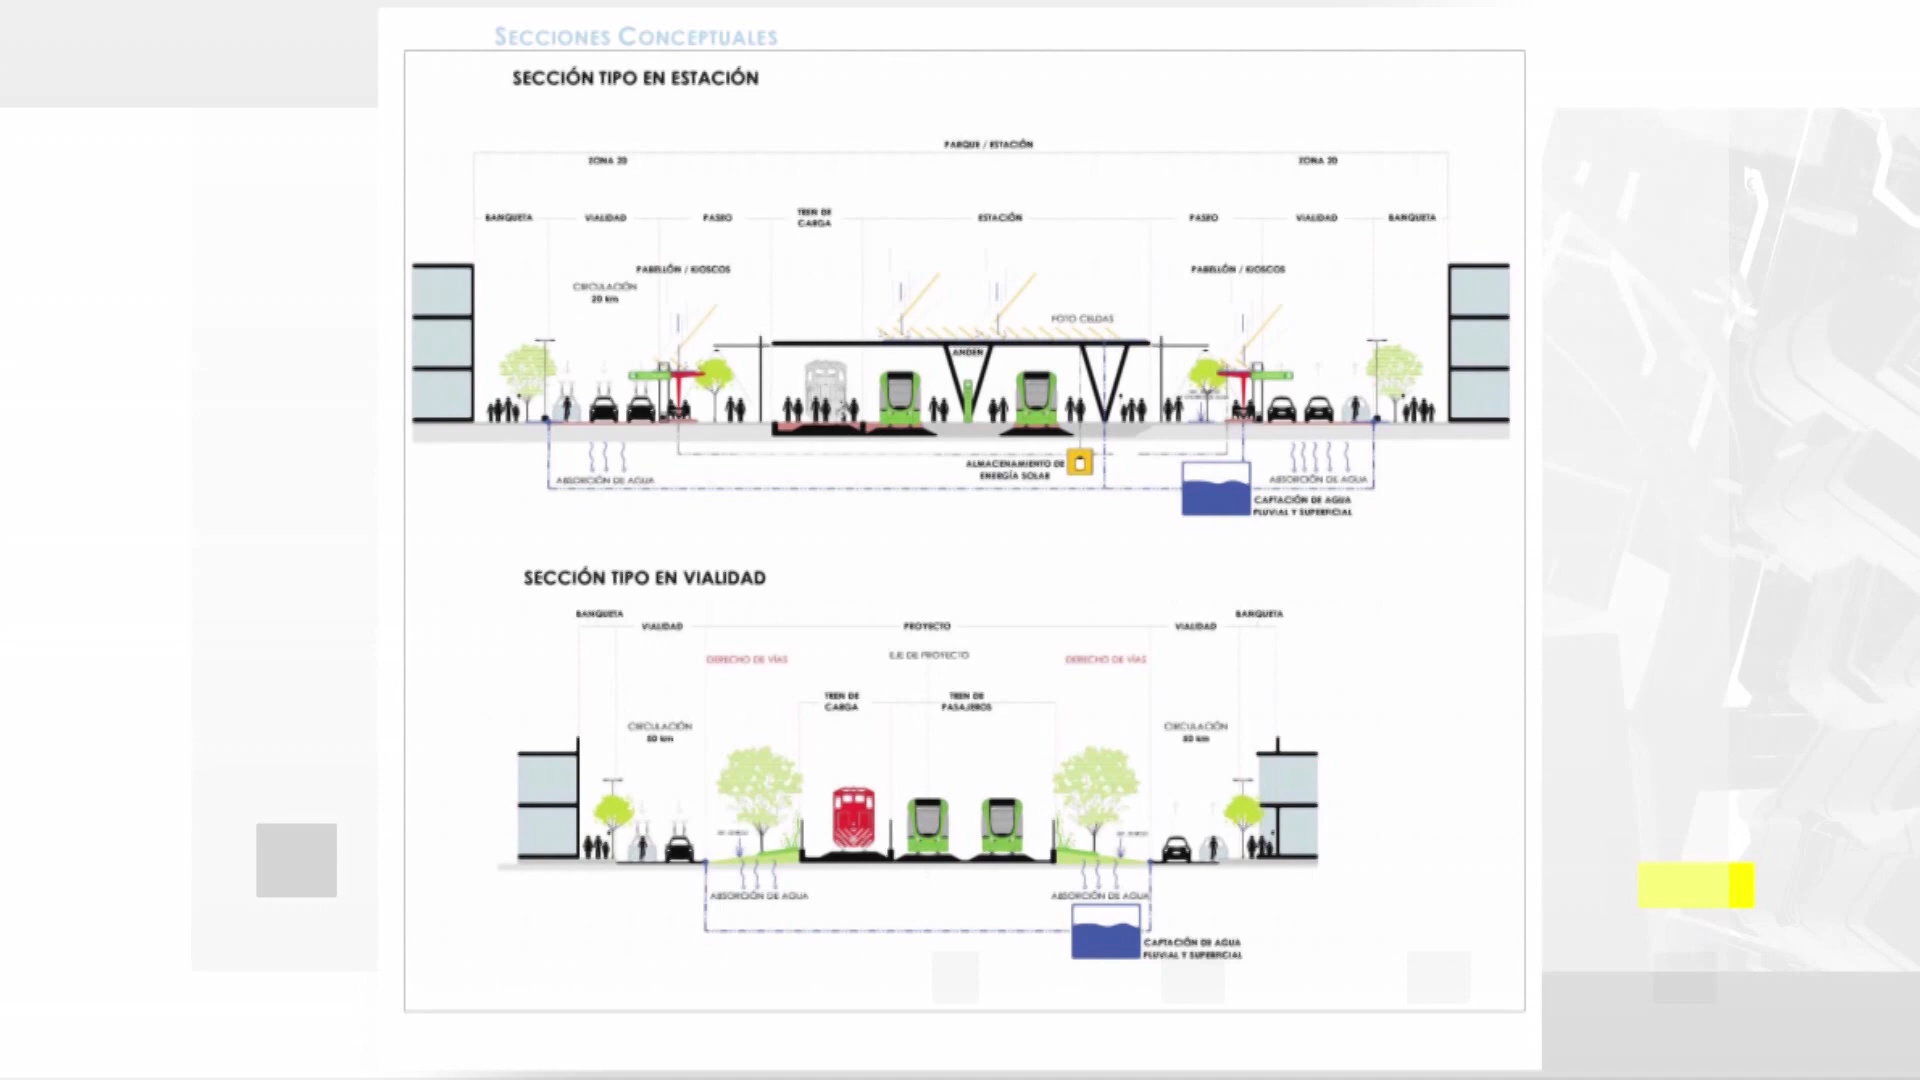 SECCIONES CONCEPTUALES
SECCIÓN TIPO EN ESTACIÓN
PARQUE / ESTACIÓN
ZONA 20
ZONA 20
BANQUETA
VIALIDAD
PASEO
TREN DE
CARGA
ESTACIÓN
PASEO
VIALIDAD
BANQUETA
PABELLÓN / KIOSCOS
PABELLÓN / KIOSCOS
CIRCULACIÓN
20 km
FOTO CELDAS
ANDEN
ALMACENAMIENTO DE
ENERGÍA SOLAR
ABSORCIÓN DE AGUA
ABSORCIÓN DE AGUA
CAPTACIÓN DE AGUA
PLUVIAL Y SUPERFICIAL
SECCIÓN TIPO EN VIALIDAD
BANQUETA
BANQUETA
VIALIDAD
PROYECTO
VIALIDAD
DERECHO DE VÍAS
EJE DE PROYECTO
DERECHO DE VÍAS
TREN DE
CARGA
TREN DE
PASAJEROS
CIRCULACIÓN
50 km
CIRCULACIÓN
50 km
ABSORCIÓN DE AGUA
ABSORCIÓN DE AGUA
CAPTACIÓN DE AGUA
PLUVIAL Y SUPERFICIAL